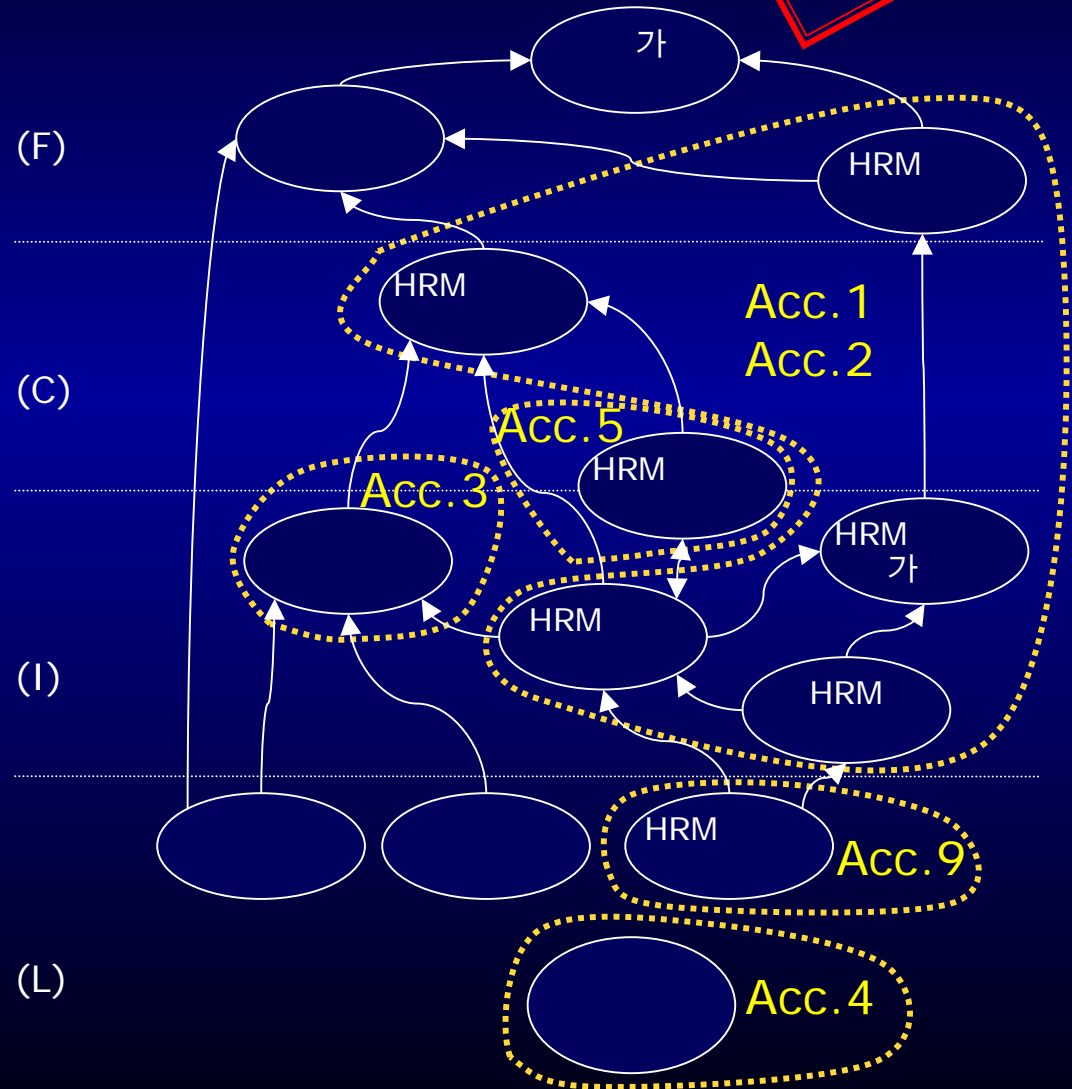 가
(F)
HRM
HRM
Acc.1
Acc.2
(C)
Acc.5
HRM
Acc.3
HRM
가
HRM
(I)
HRM
HRM
Acc.9
(L)
Acc.4